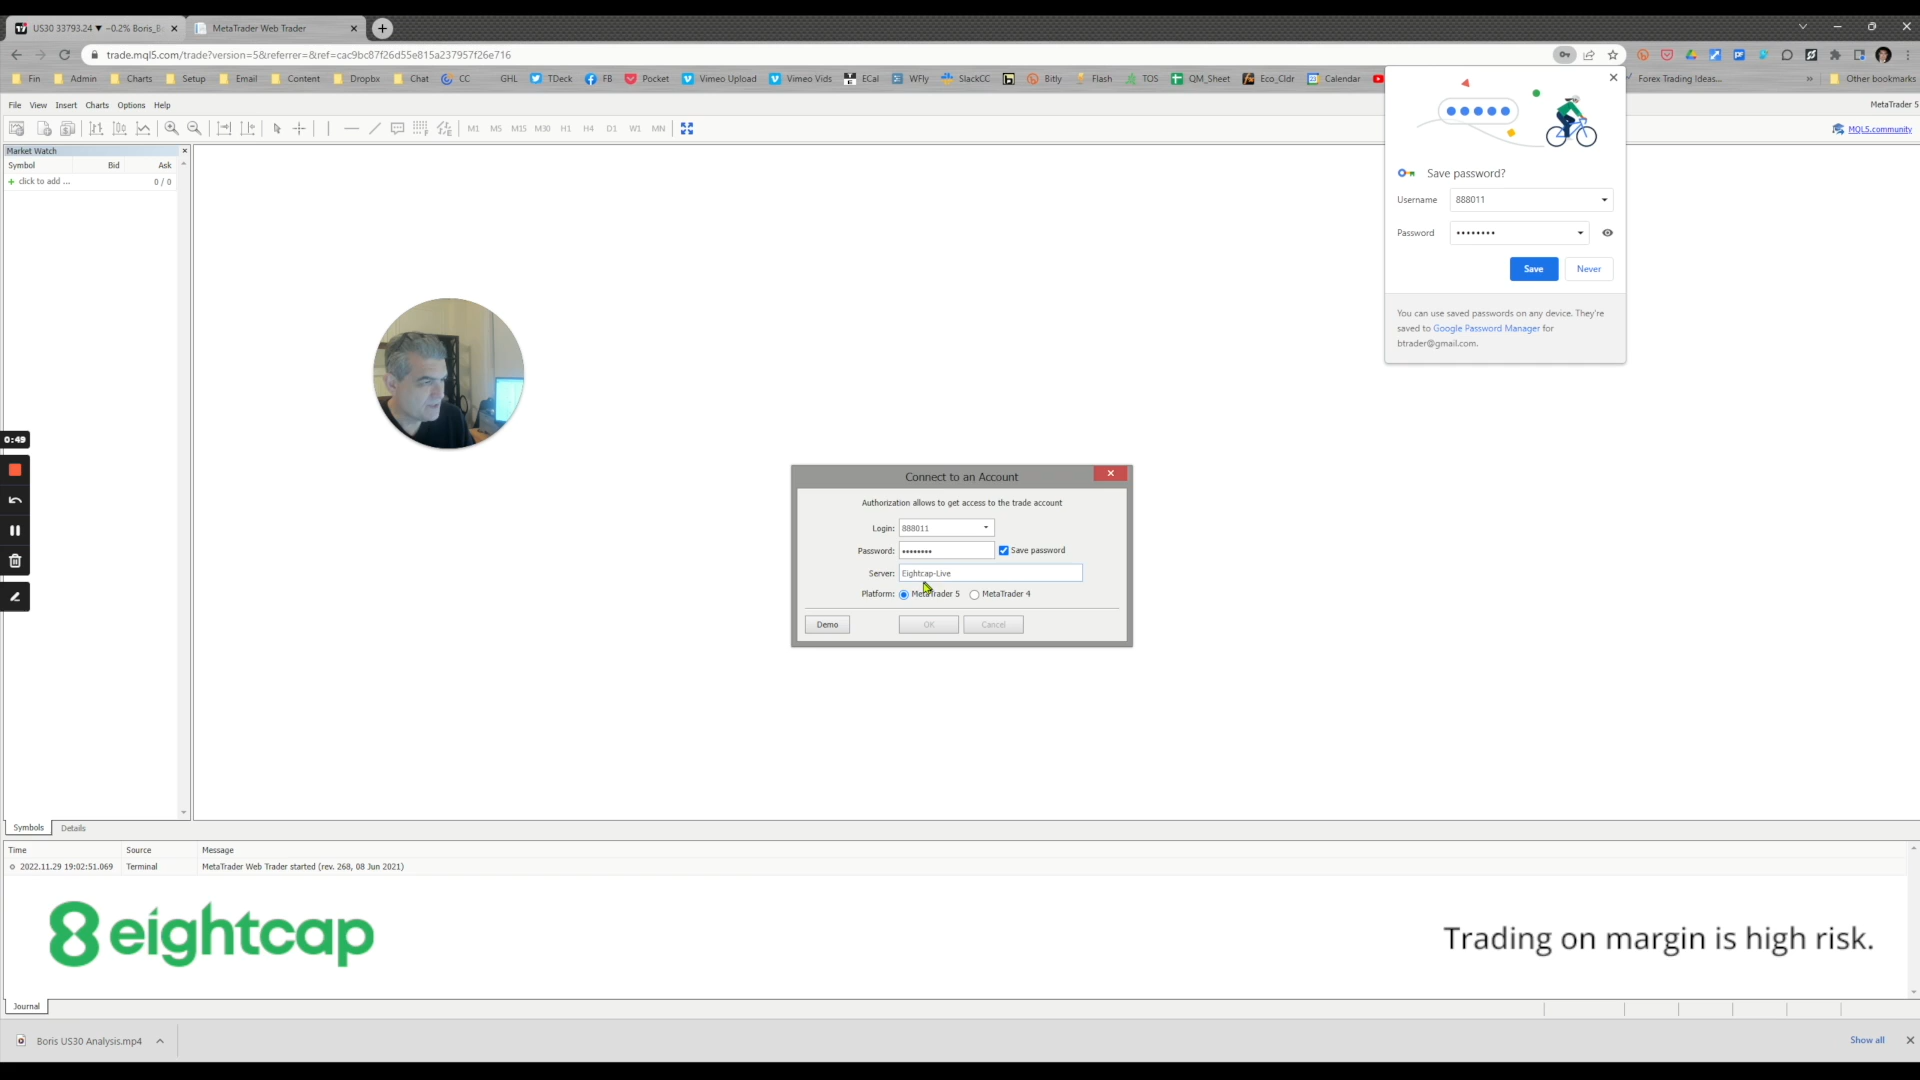 US30 33793.24 ▼ −0.2% Boris_B
MetaTrader Web Trader
trade.mql5.com/trade?version=5&referrer=&ref=cac9bc87f26d55e815a237957f26e716
Fin Admin Charts Setup Email Content Dropbx Chat CC GHL TDeck FB Pocket Vimeo Upload Vimeo Vids ECal WFly SlackCC Bitly Flash TOS QM_Sheet Eco_Cldr Calendar Forex Trading Ideas... » Other bookmarks
File View Insert Charts Options Help
MetaTrader 5
M1 M5 M15 M30 H1 H4 D1 W1 MN
MQL5.community
Market Watch
Symbol Bid Ask
click to add ... 0 / 0
Save password?
Username 888011
Password ••••••••
Save Never
You can use saved passwords on any device. They're
saved to Google Password Manager for
btrader@gmail.com.
0:49
Connect to an Account
Authorization allows to get access to the trade account
Login: 888011
Password: •••••••• Save password
Server: Eightcap-Live
Platform: MetaTrader 5 MetaTrader 4
Demo OK Cancel
Symbols Details
Time Source Message
2022.11.29 19:02:51.069 Terminal MetaTrader Web Trader started (rev. 268, 08 Jun 2021)
8 eightcap
Trading on margin is high risk.
Journal
Boris US30 Analysis.mp4
Show all